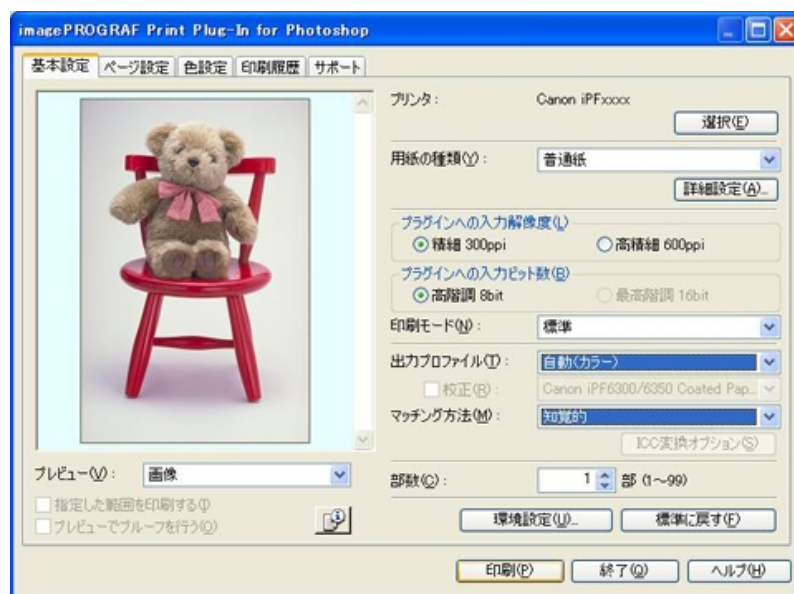 imagePROGRAF Print Plug-In for Photoshop
基本設定 ページ設定 色設定 印刷履歴 サポート
プリンタ： Canon iPFxxxx
選択(E)
用紙の種類(Y)： 普通紙
詳細設定(A)...
プラグインへの入力解像度(L)
精細 300ppi 高精細 600ppi
プラグインへの入力ビット数(B)
高階調 8bit 最高階調 16bit
印刷モード(N)： 標準
出力プロファイル(T)： 自動(カラー)
校正(R)： Canon iPF6300/6350 Coated Pap...
マッチング方法(M)： 知覚的
ICC変換オプション(S)
プレビュー(V)： 画像
部数(C)： 1 部 (1～99)
指定した範囲を印刷する(I)
プレビューでプルーフを行う(O)
環境設定(U)... 標準に戻す(F)
印刷(P) 終了(Q) ヘルプ(H)